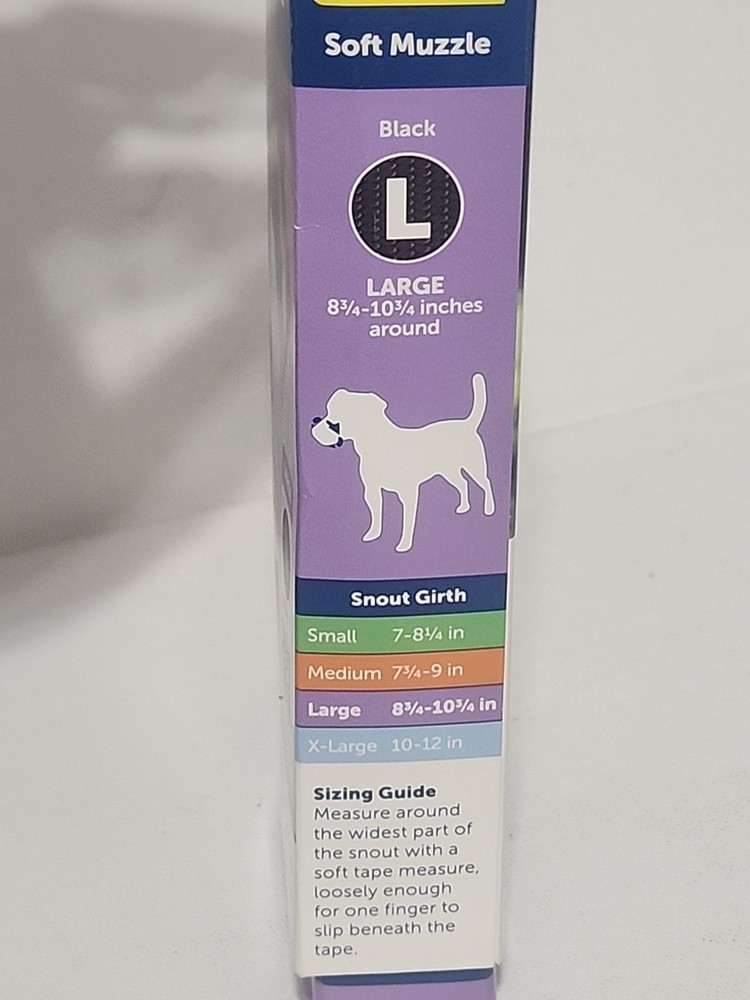 Soft Muzzle
Black
L
LARGE
8¾-10¾ inches
around
Snout Girth
Small 7-8¼ in
Medium 7¾-9 in
Large 8¾-10¾ in
X-Large 10-12 in
Sizing Guide
Measure around
the widest part of
the snout with a
soft tape measure,
loosely enough
for one finger to
slip beneath the
tape.